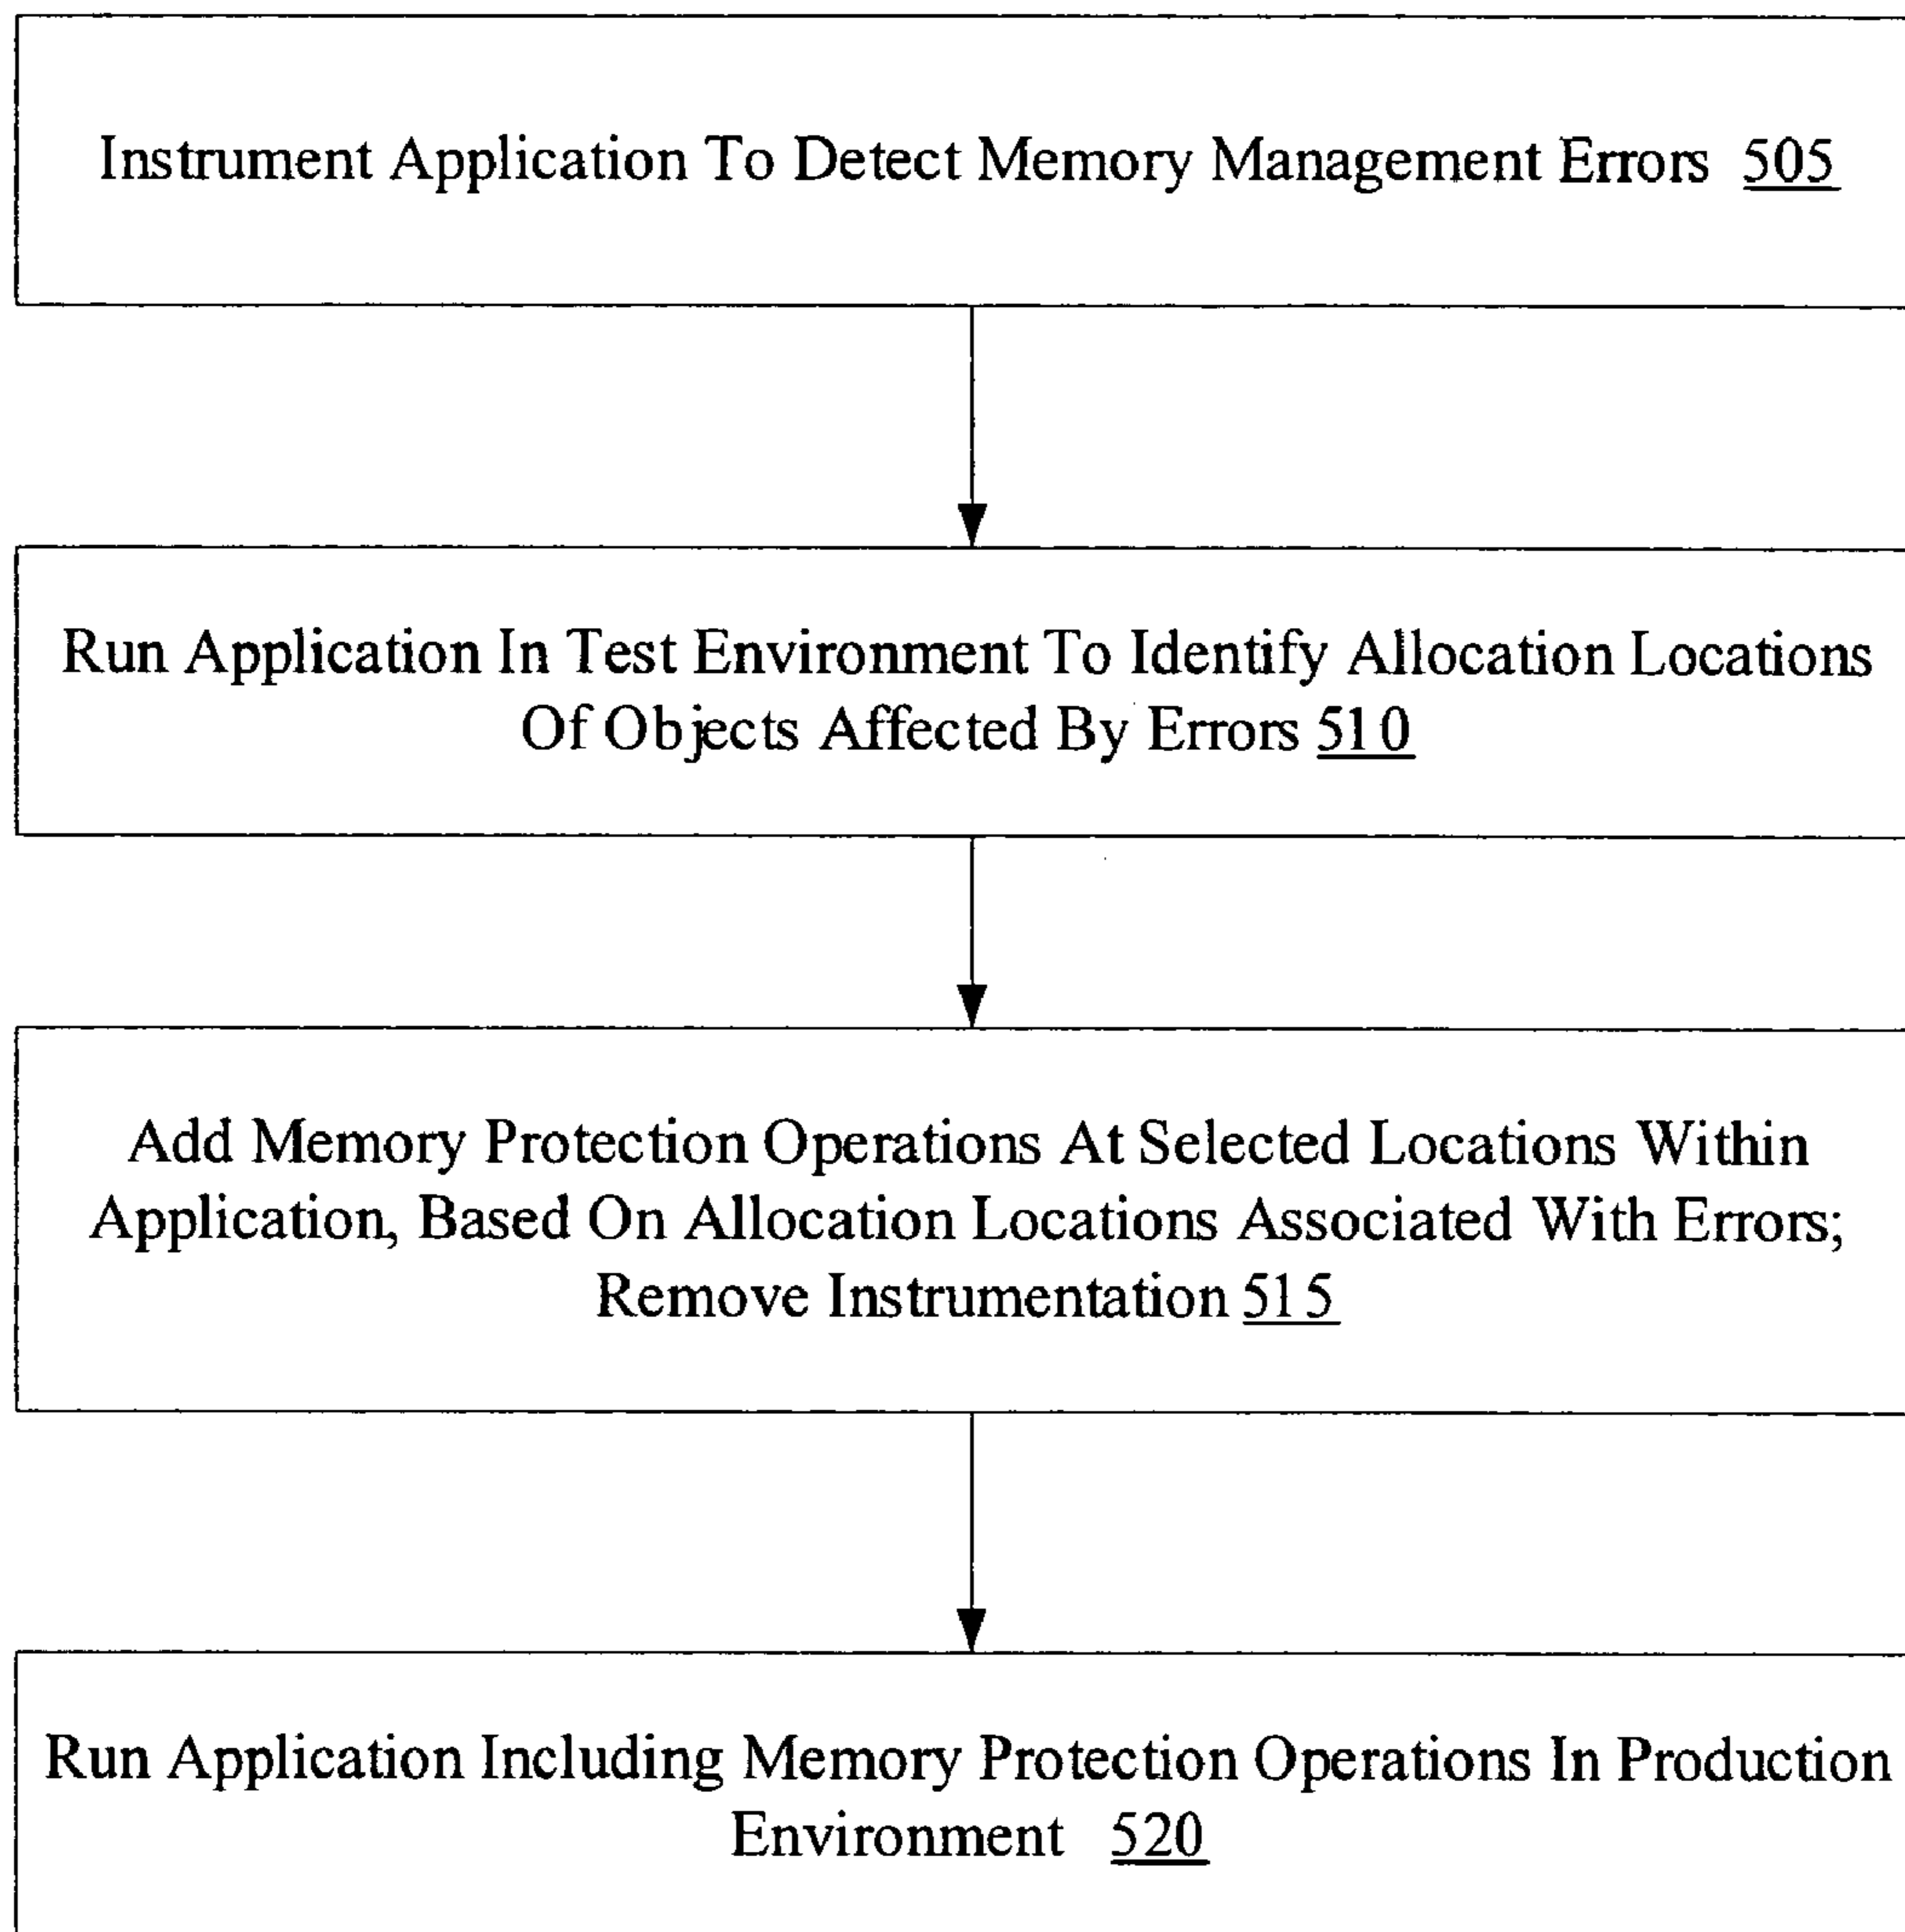 Instrument Application To Detect Memory Management Errors 505
Run Application In Test Environment To Identify Allocation Locations
Of Objects Affected By Errors 510
Add Memory Protection Operations At Selected Locations Within
Application, Based On Allocation Locations Associated With Errors;
Remove Instrumentation 515
Run Application Including Memory Protection Operations In Production
Environment 520